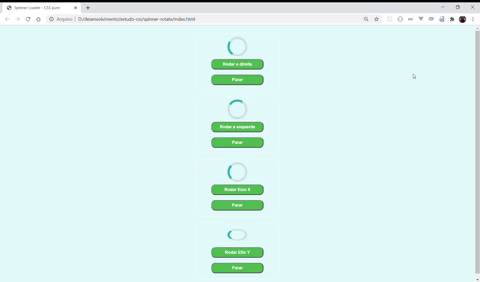 Spinner Loader - CSS puro
Arquivo | D:/desenvolvimento/estudo-css/spinner-rotate/index.html
Rodar a direita
Parar
Rodar a esquerda
Parar
Rodar Eixo X
Parar
Rodar Eito Y
Parar